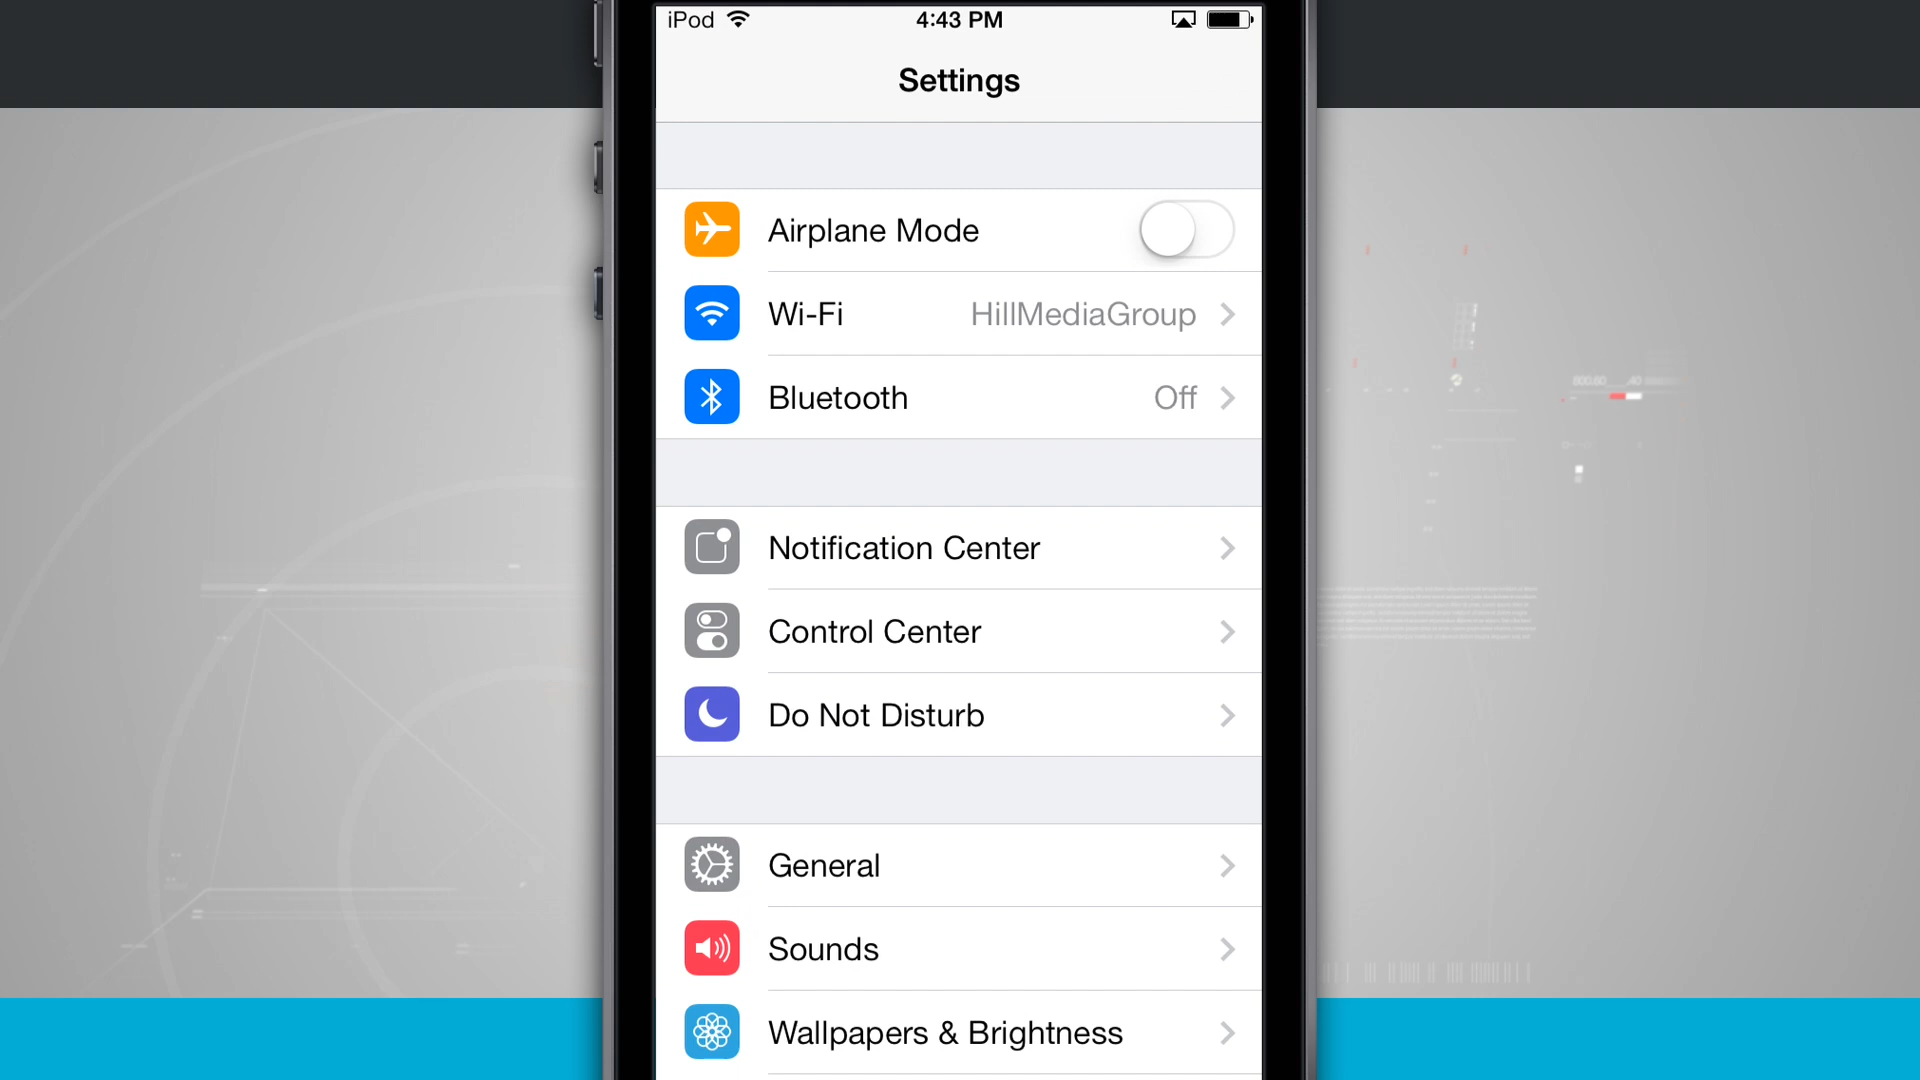 iPod 4:43 PM
Settings
Airplane Mode
Wi-Fi HillMediaGroup
Bluetooth Off
Notification Center
Control Center
Do Not Disturb
General
Sounds
Wallpapers & Brightness